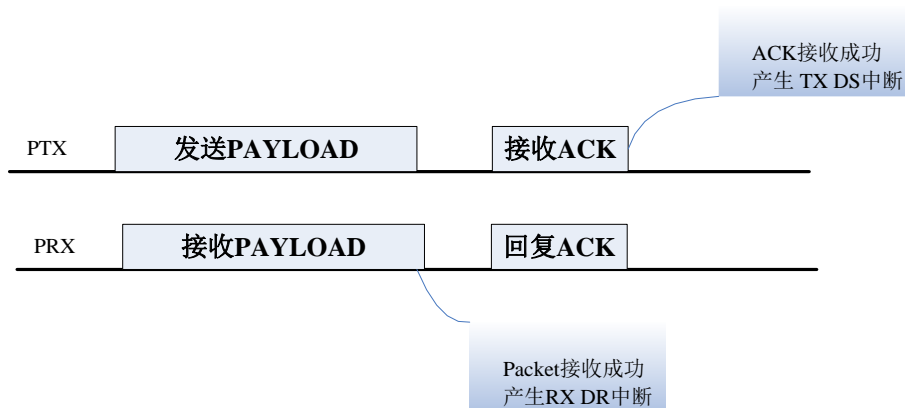 ACK接收成功
产生 TX DS中断
PTX
发送PAYLOAD
接收ACK
PRX
接收PAYLOAD
回复ACK
Packet接收成功
产生RX DR中断